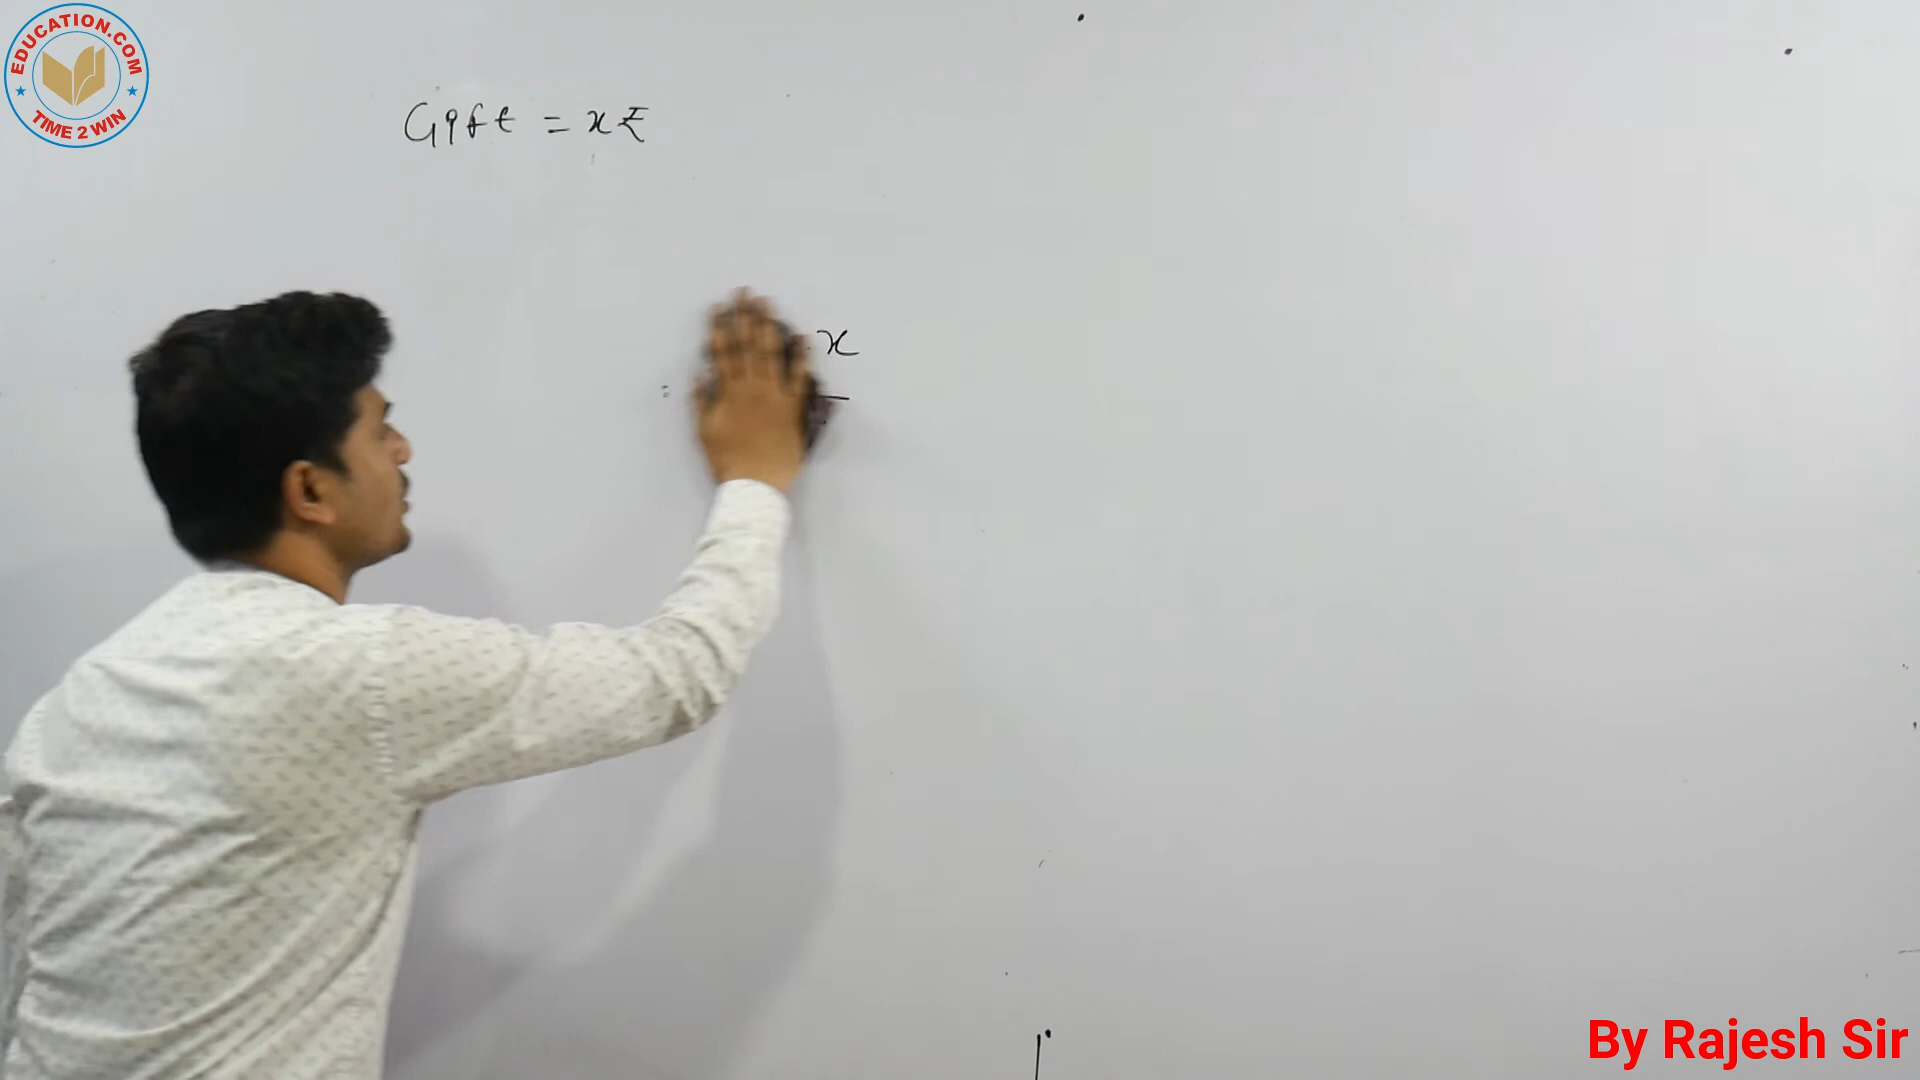 EDUCATION.COM
TIME 2 WIN
Gift = x₹
x
By Rajesh Sir